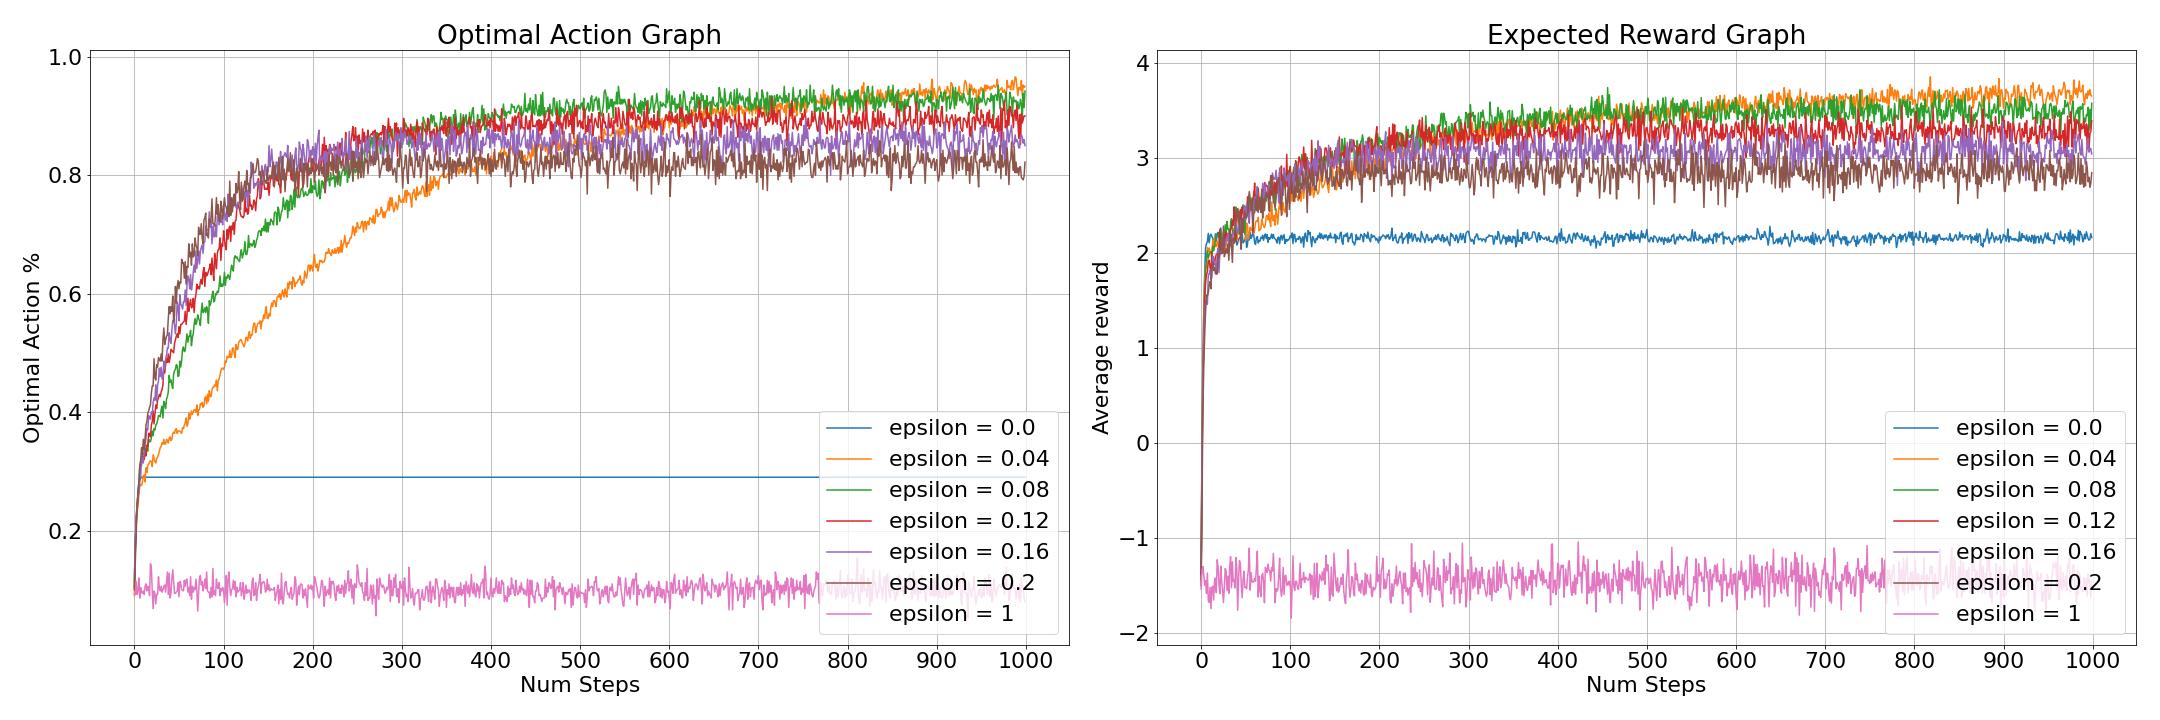 Optimal Action Graph
Optimal Action %
1.0
0.8
0.6
0.4
0.2
epsilon = 0.0
epsilon = 0.04
epsilon = 0.08
epsilon = 0.12
epsilon = 0.16
epsilon = 0.2
epsilon = 1
0 100 200 300 400 500 600 700 800 900 1000
Num Steps
Expected Reward Graph
Average reward
4
3
2
1
0
−1
−2
epsilon = 0.0
epsilon = 0.04
epsilon = 0.08
epsilon = 0.12
epsilon = 0.16
epsilon = 0.2
epsilon = 1
0 100 200 300 400 500 600 700 800 900 1000
Num Steps